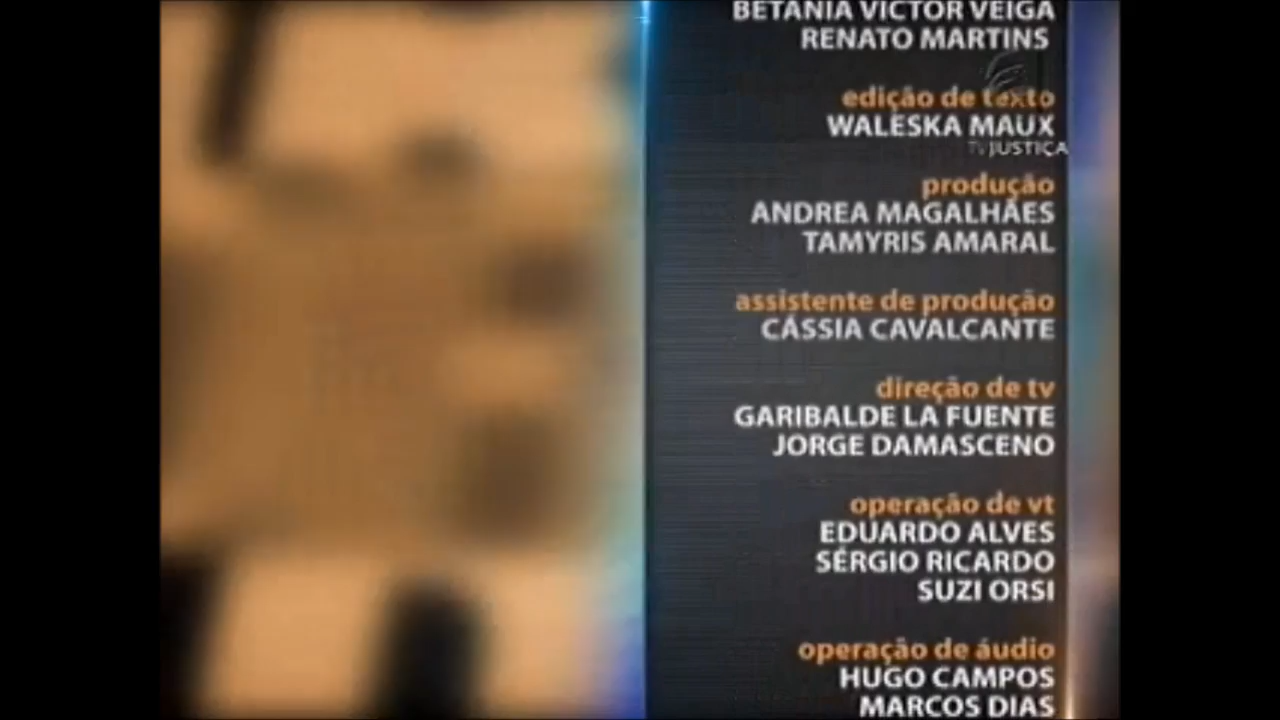 BETANIA VICTOR VEIGA
RENATO MARTINS
edição de texto
WALESKA MAUX
TV JUSTIÇA
produção
ANDREA MAGALHÃES
TAMYRIS AMARAL
assistente de produção
CÁSSIA CAVALCANTE
direção de tv
GARIBALDE LA FUENTE
JORGE DAMASCENO
operação de vt
EDUARDO ALVES
SÉRGIO RICARDO
SUZI ORSI
operação de áudio
HUGO CAMPOS
MARCOS DIAS